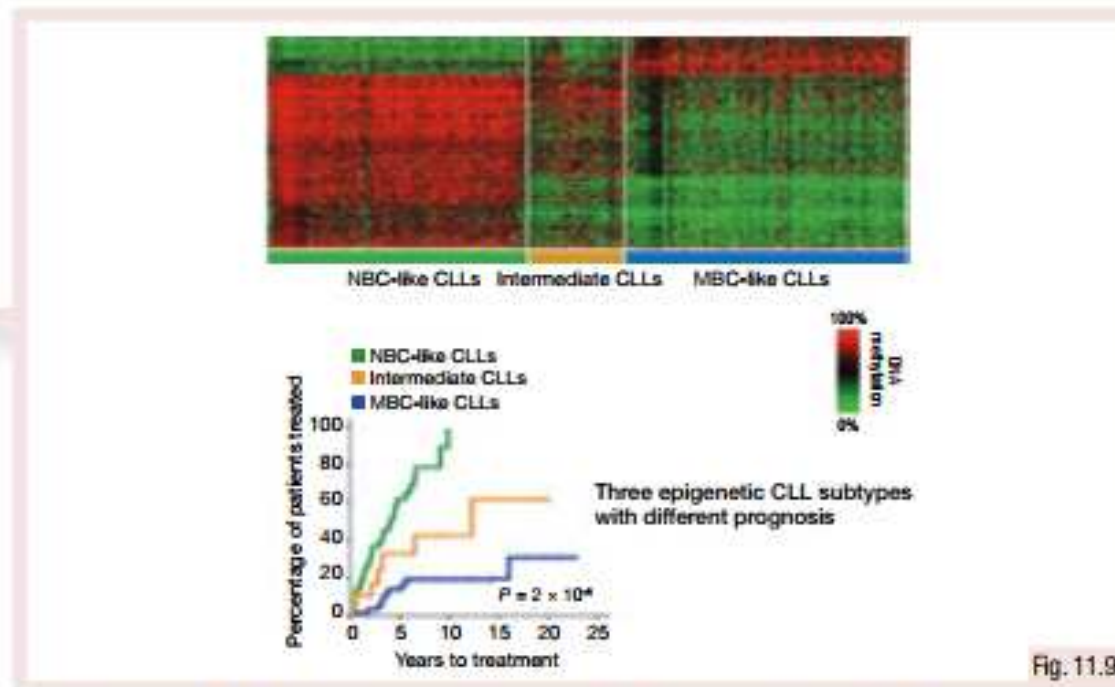 NBC-like CLLs Intermediate CLLs MBC-like CLLs
100%
DNA
methylation
0%
NBC-like CLLs
Intermediate CLLs
MBC-like CLLs
Percentage of patients treated
100
80
60
40
20
0
P = 2 × 10
0 5 10 15 20 25
Years to treatment
Three epigenetic CLL subtypes
with different prognosis
Fig. 11.9